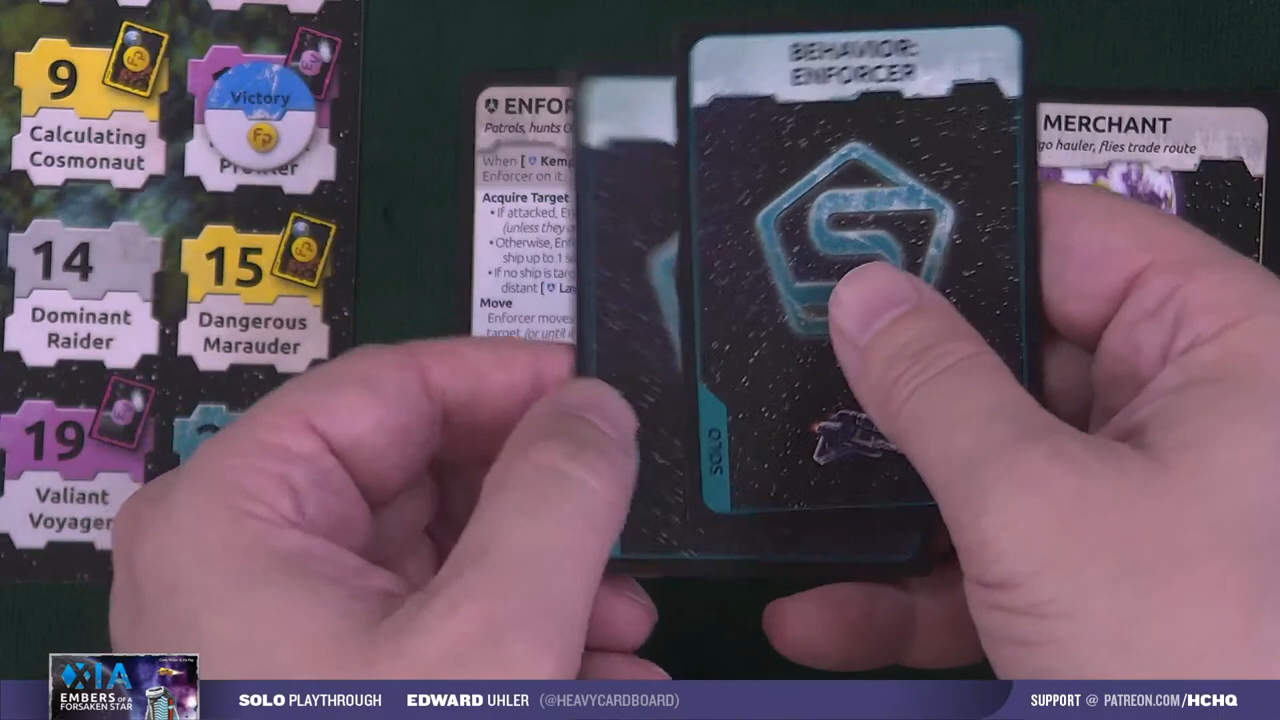 9
Calculating
Cosmonaut
Victory
Fp
14
Dominant
Raider
15
Dangerous
Marauder
19
Valiant
Voyager
ENFOR
Patrols, hunts O
When [ Kemp
Enforcer on it.
Acquire Target
• If attacked, E
(unless they a
• Otherwise, Enf
ship up to 1 s
• If no ship is targ
distant [ Law
Move
Enforcer moves
target (or until i
BEHAVIOR:
ENFORCER
SOLO
MERCHANT
go hauler, flies trade route
XIA
EMBERS OF A
FORSAKEN STAR
SOLO PLAYTHROUGH EDWARD UHLER (@HEAVYCARDBOARD)
SUPPORT @ PATREON.COM/HCHQ